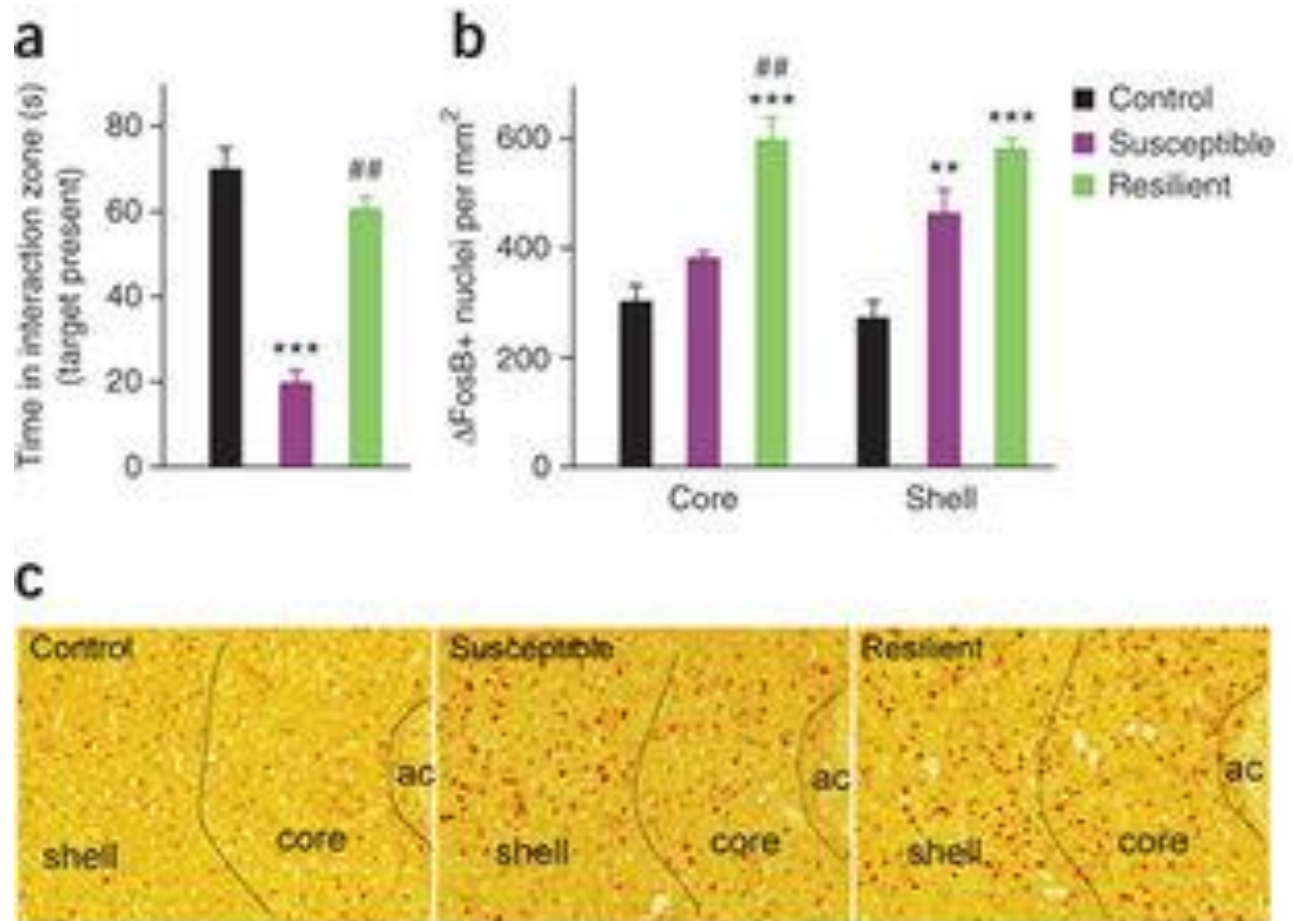 a
Time in interaction zone (s)
(target present)
80
60
40
20
0
***
##
b
ΔFosB+ nuclei per mm²
600
400
200
0
##
***
**
***
Core
Shell
Control
Susceptible
Resilient
c
Control
shell
core
ac
Susceptible
shell
core
ac
Resilient
shell
core
ac